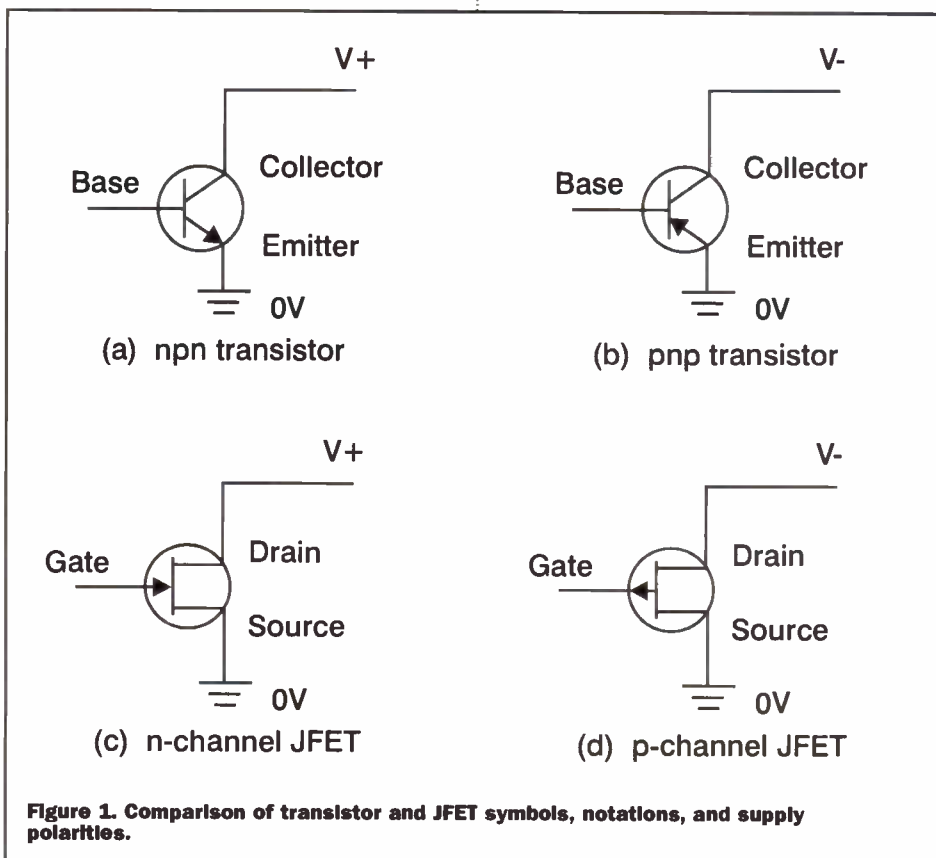 V+
Base
Collector
Emitter
0V
(a) npn transistor
V-
Base
Collector
Emitter
0V
(b) pnp transistor
V+
Gate
Drain
Source
0V
(c) n-channel JFET
V-
Gate
Drain
Source
0V
(d) p-channel JFET
Figure 1. Comparison of transistor and JFET symbols, notations, and supply
polarities.